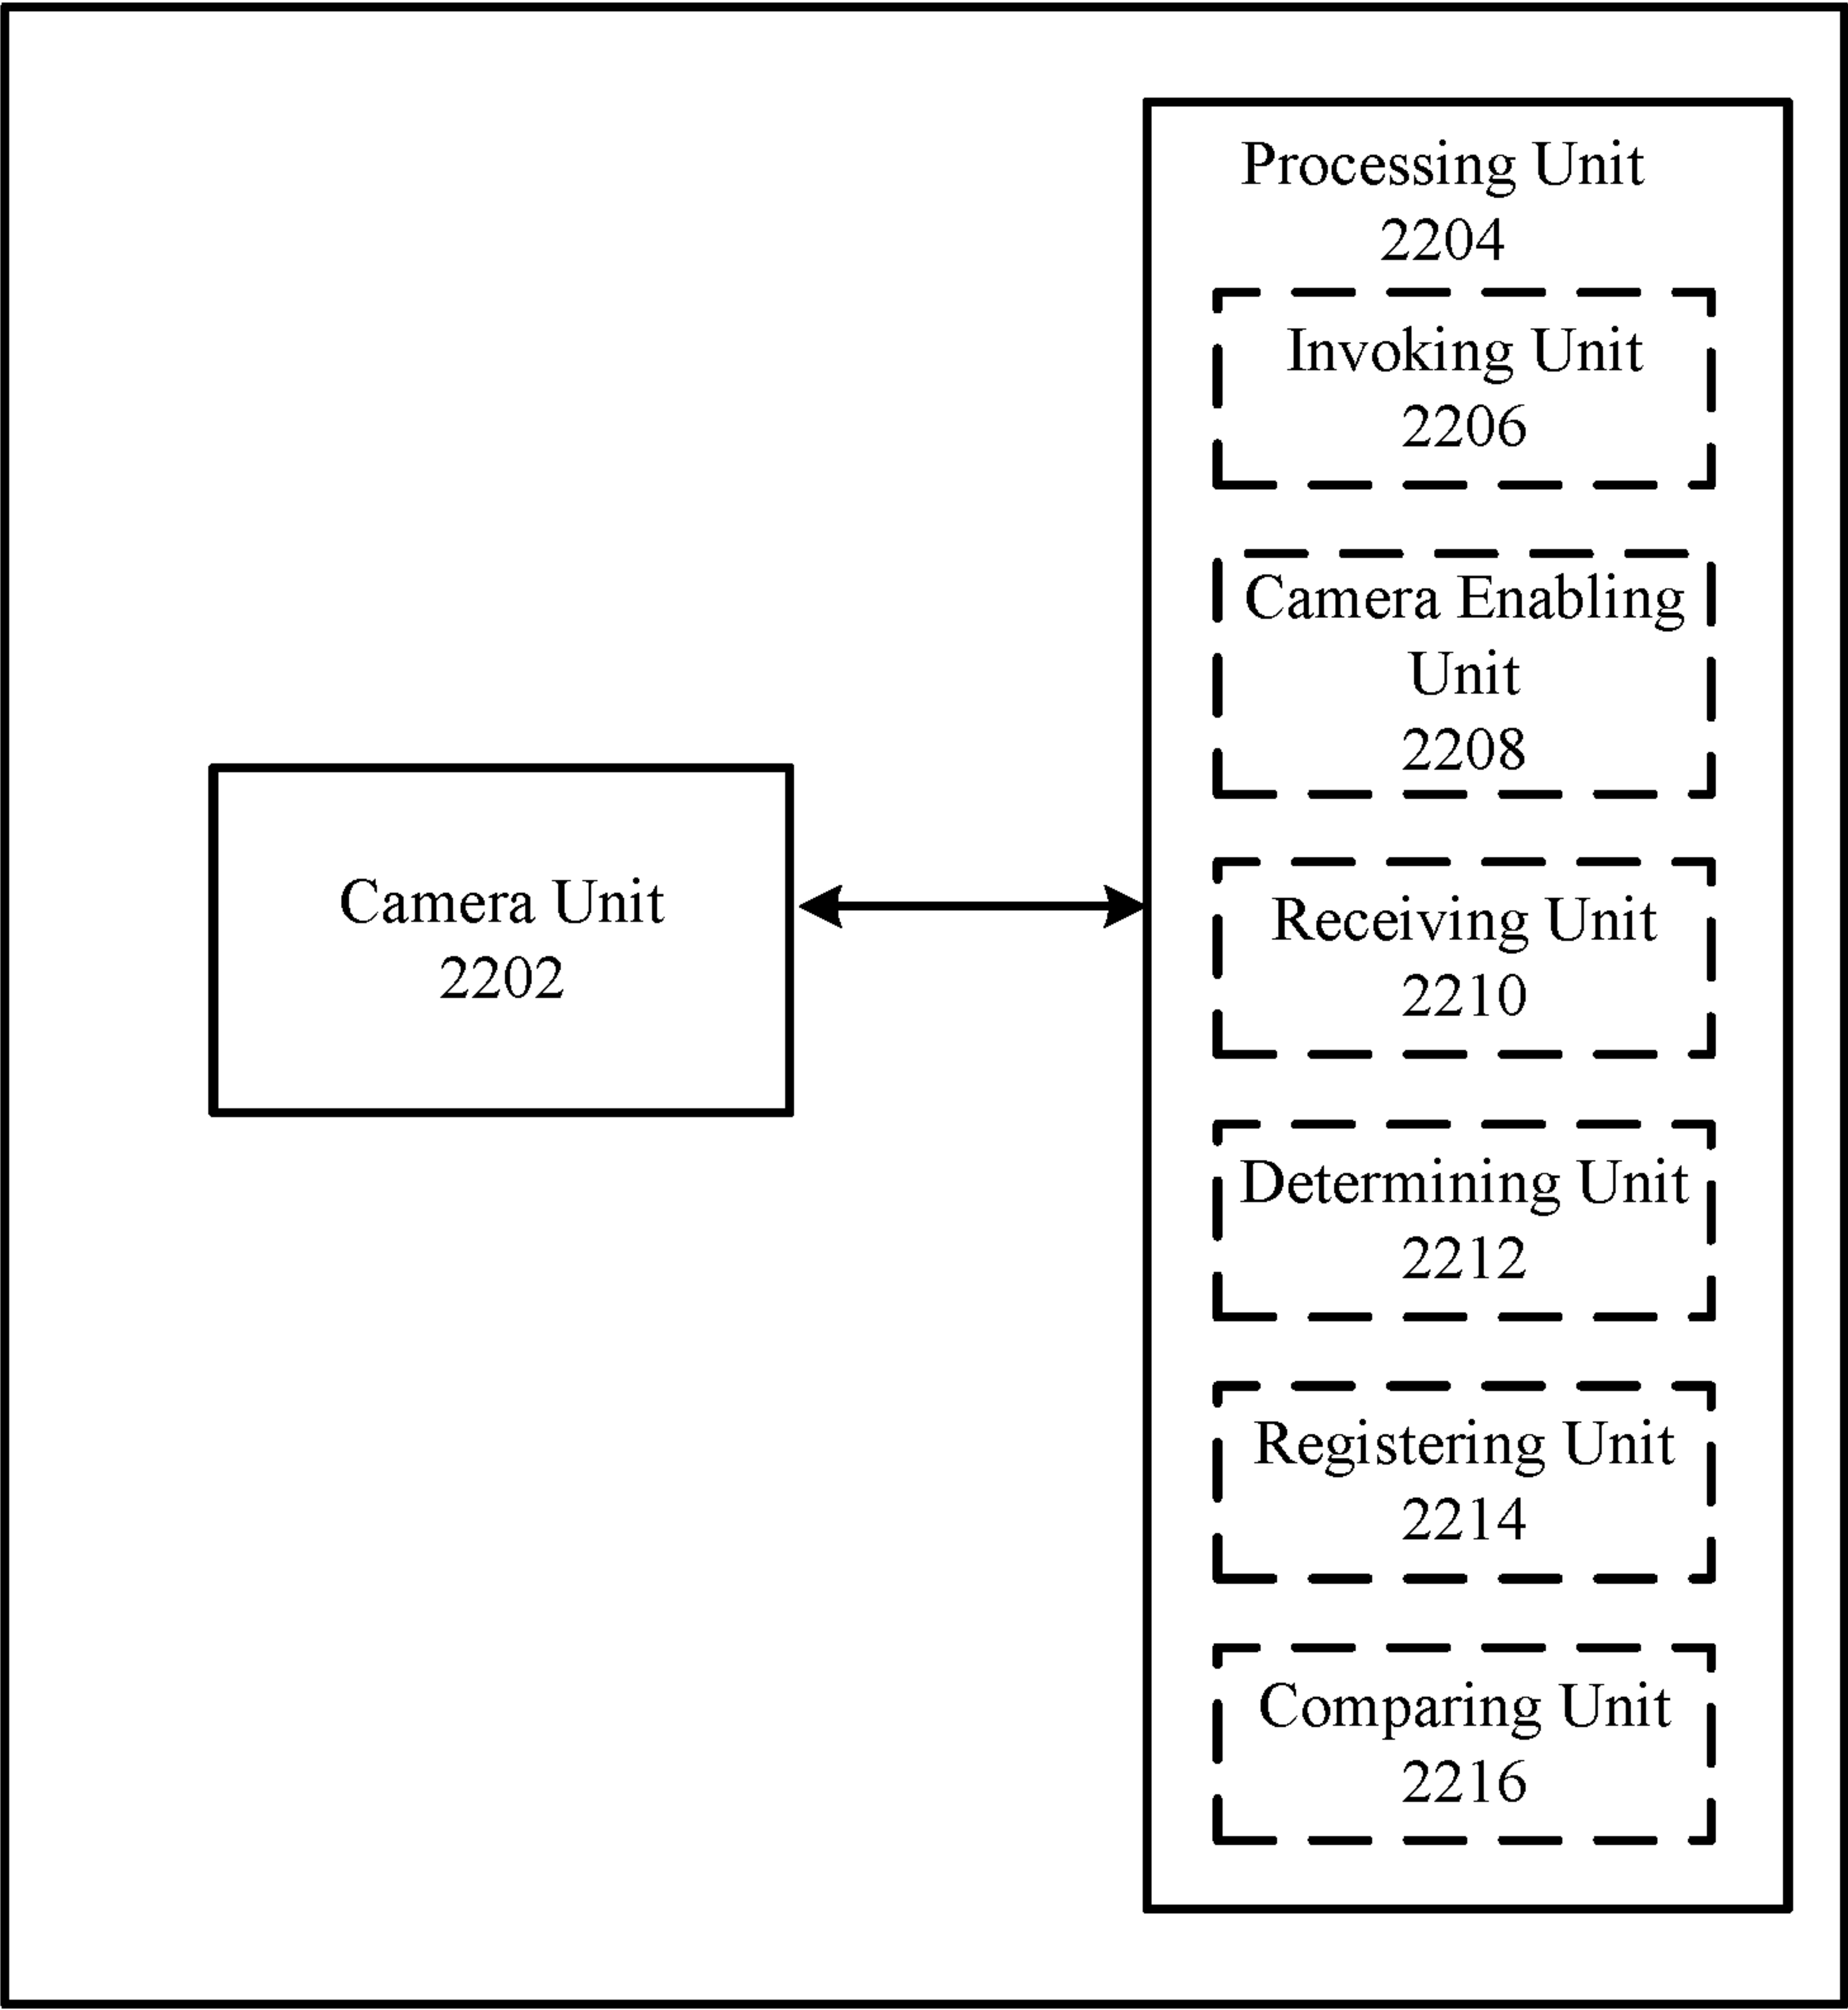 Processing Unit
2204
Invoking Unit
2206
Camera Enabling
Unit
2208
Camera Unit
2202
Receiving Unit
2210
Determining Unit
2212
Registering Unit
2214
Comparing Unit
2216